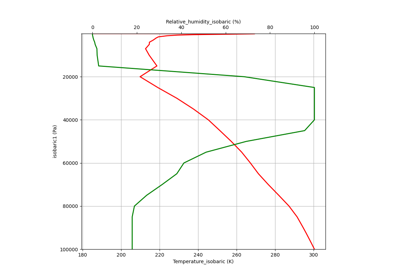 Relative_humidity_isobaric (%)
0 20 40 60 80 100
20000
40000
60000
80000
100000
isobaric1 (Pa)
180 200 220 240 260 280 300
Temperature_isobaric (K)